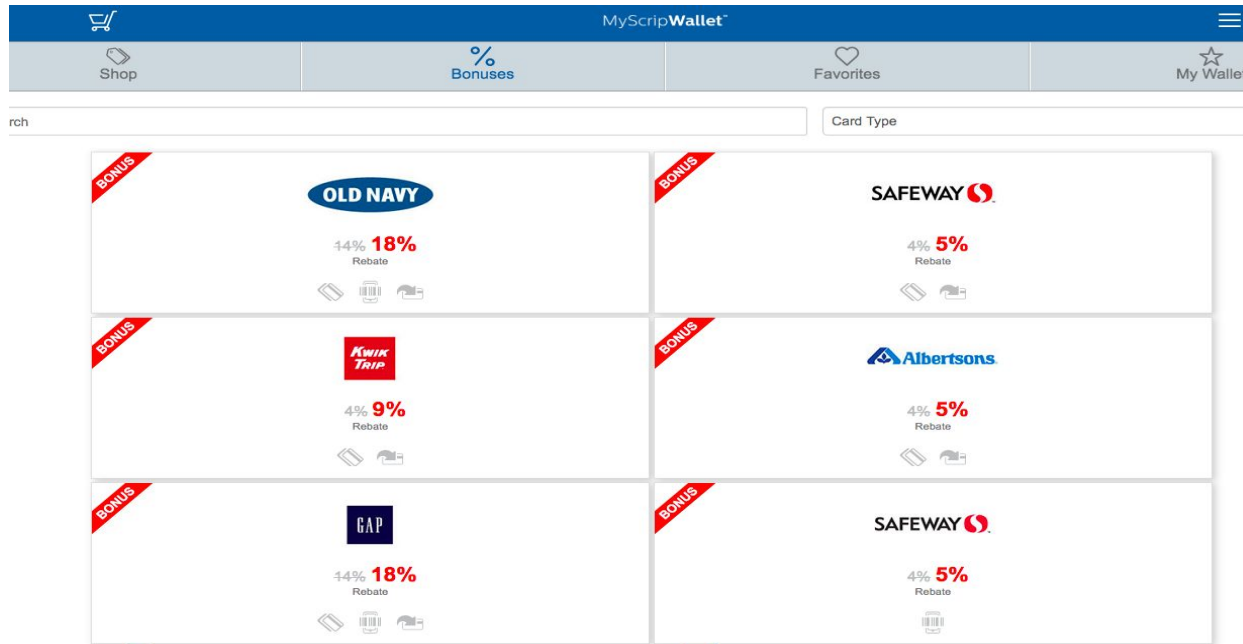 MyScripWallet™
Shop
Bonuses
Favorites
My Walle
rch
Card Type
BONUS
OLD NAVY
14% 18%
Rebate
BONUS
SAFEWAY
4% 5%
Rebate
BONUS
KWIK
TRIP
4% 9%
Rebate
BONUS
Albertsons
4% 5%
Rebate
BONUS
GAP
14% 18%
Rebate
BONUS
SAFEWAY
4% 5%
Rebate